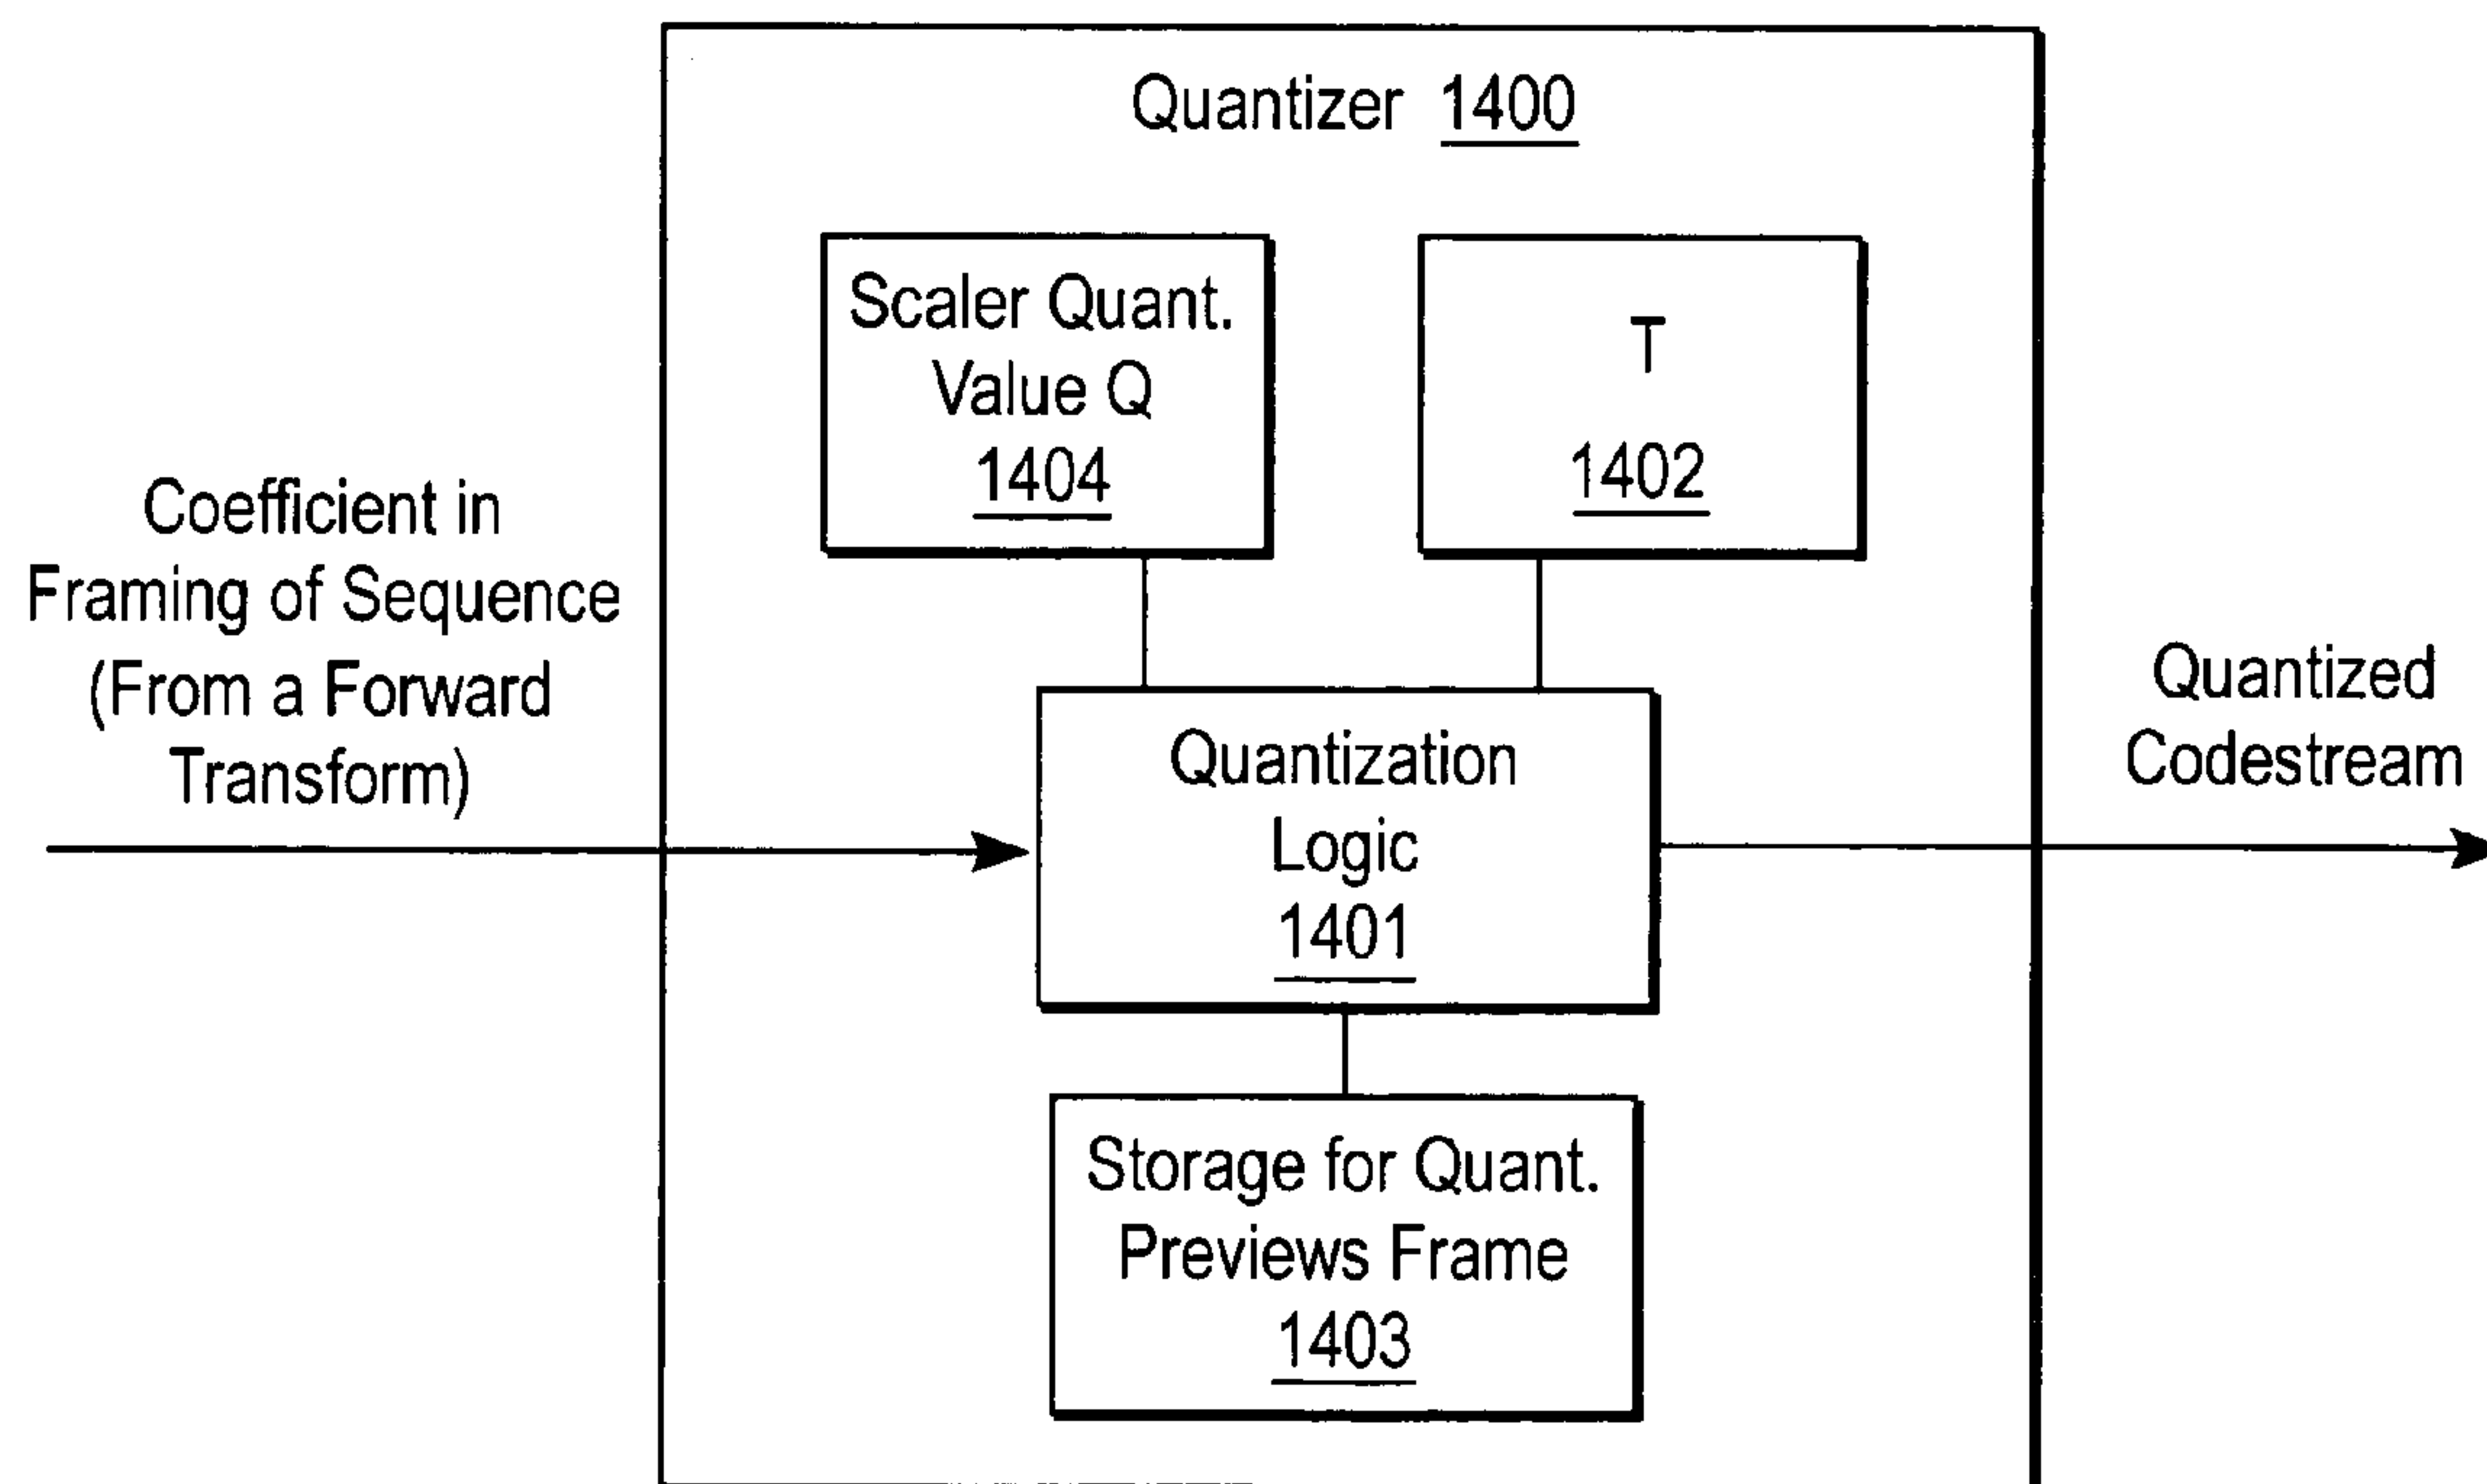 Quantizer 1400
Scaler Quant.
Value Q
1404
T
1402
Coefficient in
Framing of Sequence
(From a Forward
Transform)
Quantization
Logic
1401
Quantized
Codestream
Storage for Quant.
Previews Frame
1403